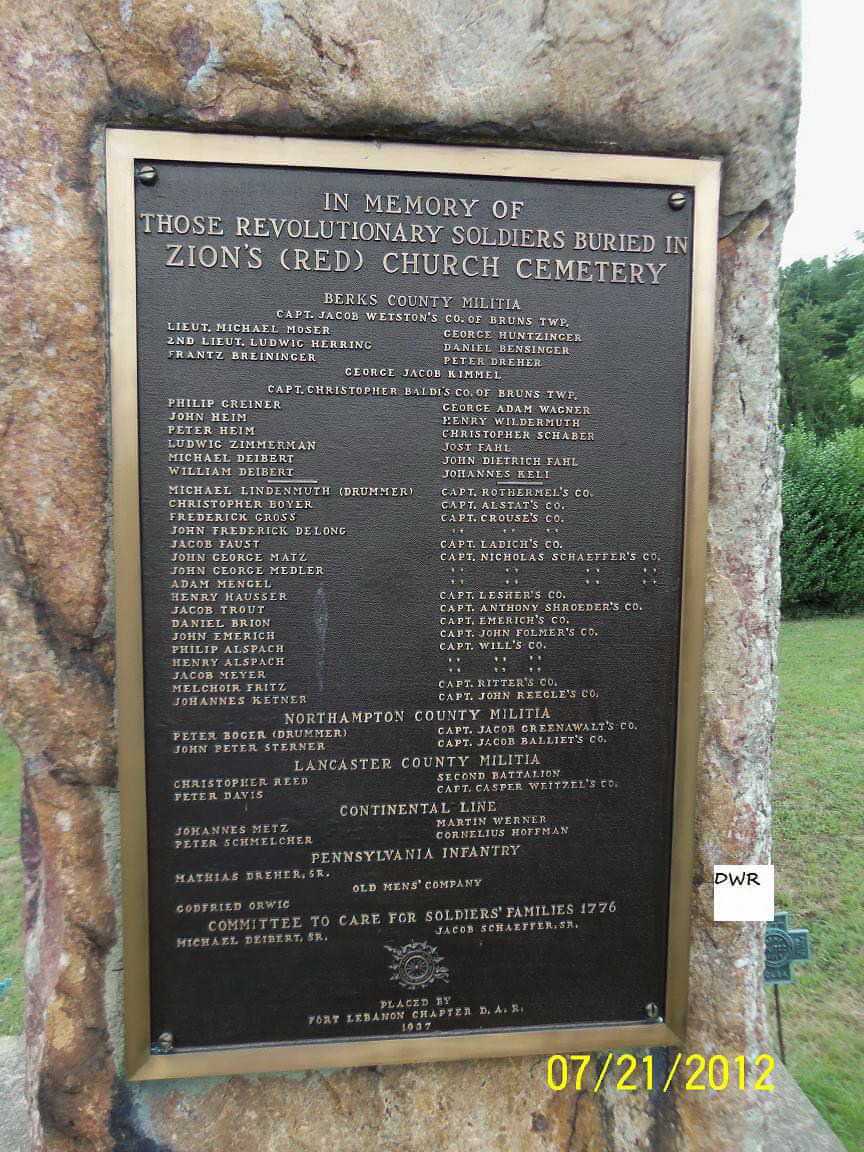 IN MEMORY OF
THOSE REVOLUTIONARY SOLDIERS BURIED IN
ZION'S (RED) CHURCH CEMETERY
BERKS COUNTY MILITIA
CAPT. JACOB WETSTON'S CO. OF BRUNS TWP.
LIEUT. MICHAEL MOSER GEORGE HUNTZINGER
2ND LIEUT. LUDWIG HERRING DANIEL BENSINGER
FRANTZ BREININGER PETER DREHER
GEORGE JACOB KIMMEL
CAPT. CHRISTOPHER BALDI'S CO. OF BRUNS TWP.
PHILIP GREINER GEORGE ADAM WAGNER
JOHN HEIM HENRY WILDERMUTH
PETER HEIM CHRISTOPHER SCHABER
LUDWIG ZIMMERMAN JOST FAHL
MICHAEL DEIBERT JOHN DIETRICH FAHL
WILLIAM DEIBERT JOHANNES KELI
MICHAEL LINDENMUTH (DRUMMER) CAPT. ROTHERMEL'S CO.
CHRISTOPHER BOYER CAPT. ALSTAT'S CO.
FREDERICK GROSS CAPT. CROUSE'S CO.
JOHN FREDERICK DELONG " " "
JACOB FAUST CAPT. LADICH'S CO.
JOHN GEORGE MATZ CAPT. NICHOLAS SCHAEFFER'S CO.
JOHN GEORGE MEDLER " " " "
ADAM MENGEL " " " "
HENRY HAUSSER CAPT. LESHER'S CO.
JACOB TROUT CAPT. ANTHONY SHROEDER'S CO.
DANIEL BRION CAPT. EMERICH'S CO.
JOHN EMERICH CAPT. JOHN FOLMER'S CO.
PHILIP ALSPACH CAPT. WILL'S CO.
HENRY ALSPACH " " "
JACOB MEYER " " "
MELCHOIR FRITZ CAPT. RITTER'S CO.
JOHANNES KETNER CAPT. JOHN REEGLE'S CO.
NORTHAMPTON COUNTY MILITIA
PETER BOGER (DRUMMER) CAPT. JACOB GREENAWALT'S CO.
JOHN PETER STERNER CAPT. JACOB BALLIET'S CO.
LANCASTER COUNTY MILITIA
CHRISTOPHER REED SECOND BATTALION
PETER DAVIS CAPT. CASPER WEITZEL'S CO.
CONTINENTAL LINE
JOHANNES METZ MARTIN WERNER
PETER SCHMELCHER CORNELIUS HOFFMAN
PENNSYLVANIA INFANTRY
MATHIAS DREHER, SR.
OLD MENS' COMPANY
GODFRIED ORWIG
COMMITTEE TO CARE FOR SOLDIERS' FAMILIES 1776
MICHAEL DEIBERT, SR. JACOB SCHAEFFER, SR.
PLACED BY
FORT LEBANON CHAPTER D. A. R.
1937
DWR
07/21/2012